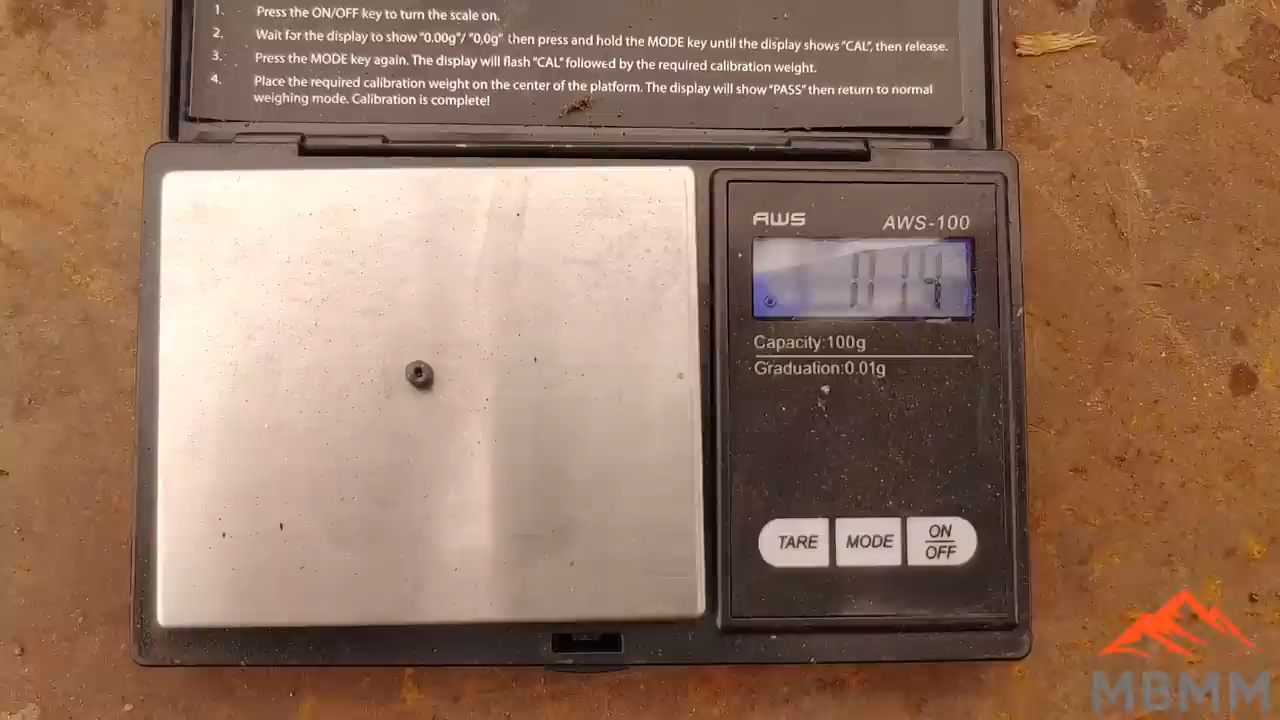 1. Press the ON/OFF key to turn the scale on.
2. Wait for the display to show "0.00g"/ "0,0g" then press and hold the MODE key until the display shows "CAL", then release.
3. Press the MODE key again. The display will flash "CAL" followed by the required calibration weight.
4. Place the required calibration weight on the center of the platform. The display will show "PASS" then return to normal
weighing mode. Calibration is complete!
AWS
AWS-100
Capacity:100g
Graduation:0.01g
TARE
MODE
ON
OFF
MBMM